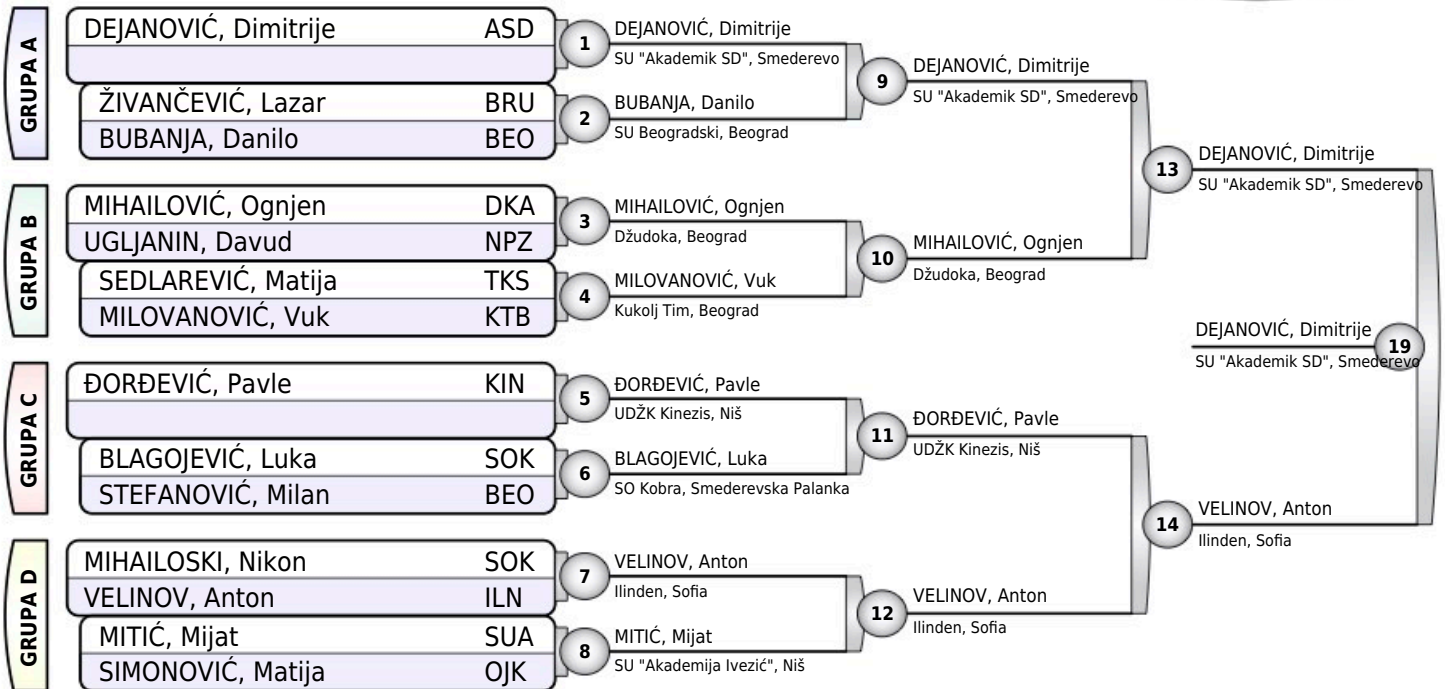 GRUPA A
DEJANOVIĆ, Dimitrije ASD
ŽIVANČEVIĆ, Lazar BRU
BUBANJA, Danilo BEO
GRUPA B
MIHAILOVIĆ, Ognjen DKA
UGLJANIN, Davud NPZ
SEDLAREVIĆ, Matija TKS
MILOVANOVIĆ, Vuk KTB
GRUPA C
ĐORĐEVIĆ, Pavle KIN
BLAGOJEVIĆ, Luka SOK
STEFANOVIĆ, Milan BEO
GRUPA D
MIHAILOSKI, Nikon SOK
VELINOV, Anton ILN
MITIĆ, Mijat SUA
SIMONOVIĆ, Matija OJK
1 DEJANOVIĆ, Dimitrije
SU "Akademik SD", Smederevo
2 BUBANJA, Danilo
SU Beogradski, Beograd
3 MIHAILOVIĆ, Ognjen
Džudoka, Beograd
4 MILOVANOVIĆ, Vuk
Kukolj Tim, Beograd
5 ĐORĐEVIĆ, Pavle
UDŽK Kinezis, Niš
6 BLAGOJEVIĆ, Luka
SO Kobra, Smederevska Palanka
7 VELINOV, Anton
Ilinden, Sofia
8 MITIĆ, Mijat
SU "Akademija Ivezić", Niš
9 DEJANOVIĆ, Dimitrije
SU "Akademik SD", Smederevo
10 MIHAILOVIĆ, Ognjen
Džudoka, Beograd
11 ĐORĐEVIĆ, Pavle
UDŽK Kinezis, Niš
12 VELINOV, Anton
Ilinden, Sofia
13 DEJANOVIĆ, Dimitrije
SU "Akademik SD", Smederevo
14 VELINOV, Anton
Ilinden, Sofia
DEJANOVIĆ, Dimitrije 19
SU "Akademik SD", Smederevo